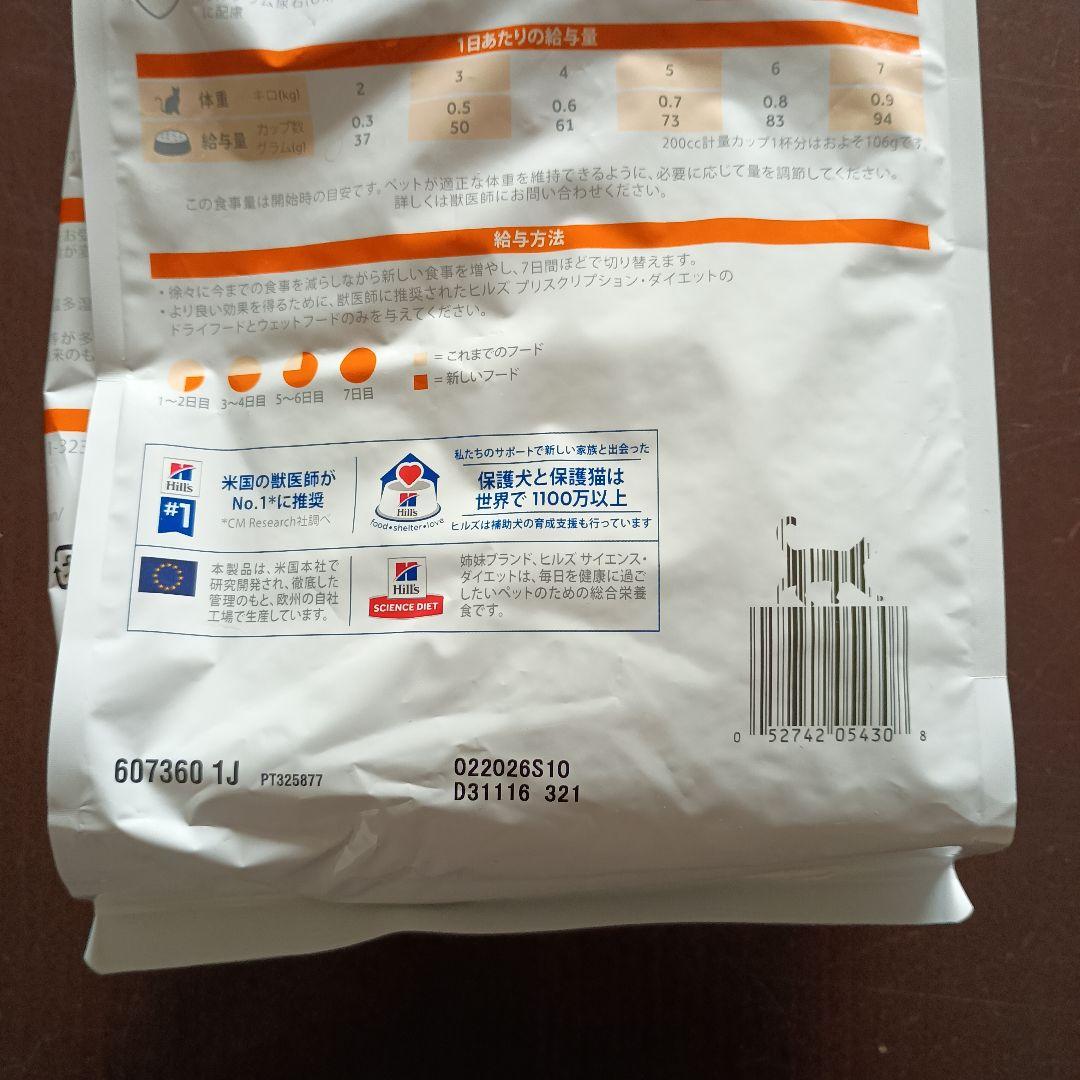 に配慮
1日あたりの給与量
体重 キロ(kg) 2 3 4 5 6 7
給与量 カップ数 0.3 0.5 0.6 0.7 0.8 0.9
グラム(g) 37 50 61 73 83 94
200cc計量カップ1杯分はおよそ106gです
この食事量は開始時の目安です。ペットが適正な体重を維持できるように、必要に応じて量を調節してください。
詳しくは獣医師にお問い合わせください。
給与方法
・徐々に今までの食事を減らしながら新しい食事を増やし、7日間ほどで切り替えます。
・より良い効果を得るために、獣医師に推奨されたヒルズ プリスクリプション・ダイエットの
ドライフードとウェットフードのみを与えてください。
1〜2日目 3〜4日目 5〜6日目 7日目
= これまでのフード
= 新しいフード
Hill's
#1
米国の獣医師が
No.1*に推奨
*CM Research社調べ
Hill's
food•shelter•love
私たちのサポートで新しい家族と出会った
保護犬と保護猫は
世界で 1100万以上
ヒルズは補助犬の育成支援も行っています
本製品は、米国本社で
研究開発され、徹底した
管理のもと、欧州の自社
工場で生産しています。
Hill's
SCIENCE DIET
姉妹ブランド、ヒルズ サイエンス・
ダイエットは、毎日を健康に過ご
したいペットのための総合栄養
食です。
0 52742 05430 8
607360 1J PT325877
022026S10
D31116 321